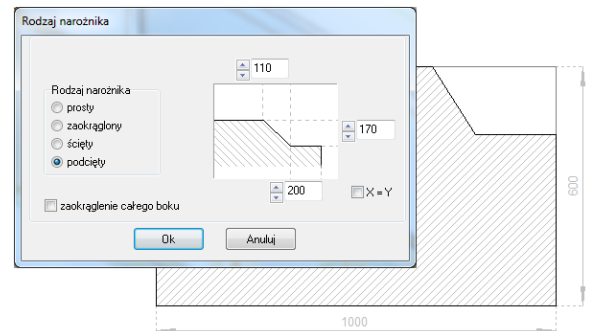 Rodzaj narożnika
110
Rodzaj narożnika
prosty
zaokrąglony
ścięty
podcięty
170
200
X = Y
zaokrąglenie całego boku
Ok
Anuluj
600
1000